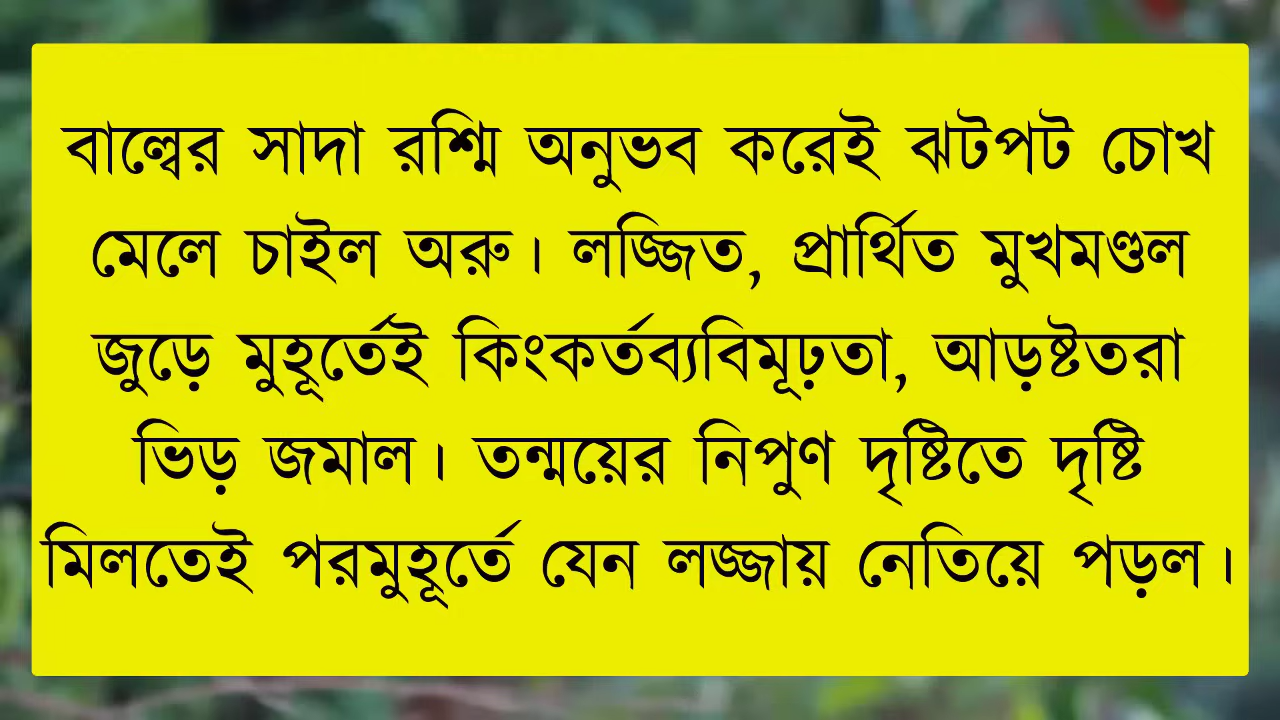 বাল্বের সাদা রশ্মি অনুভব করেই ঝটপট চোখ
মেলে চাইল অরু। লজ্জিত, প্রার্থিত মুখমণ্ডল
জুড়ে মুহূর্তেই কিংকর্তব্যবিমূঢ়তা, আড়ষ্টতরা
ভিড় জমাল। তন্ময়ের নিপুণ দৃষ্টিতে দৃষ্টি
মিলতেই পরমুহূর্তে যেন লজ্জায় নেতিয়ে পড়ল।